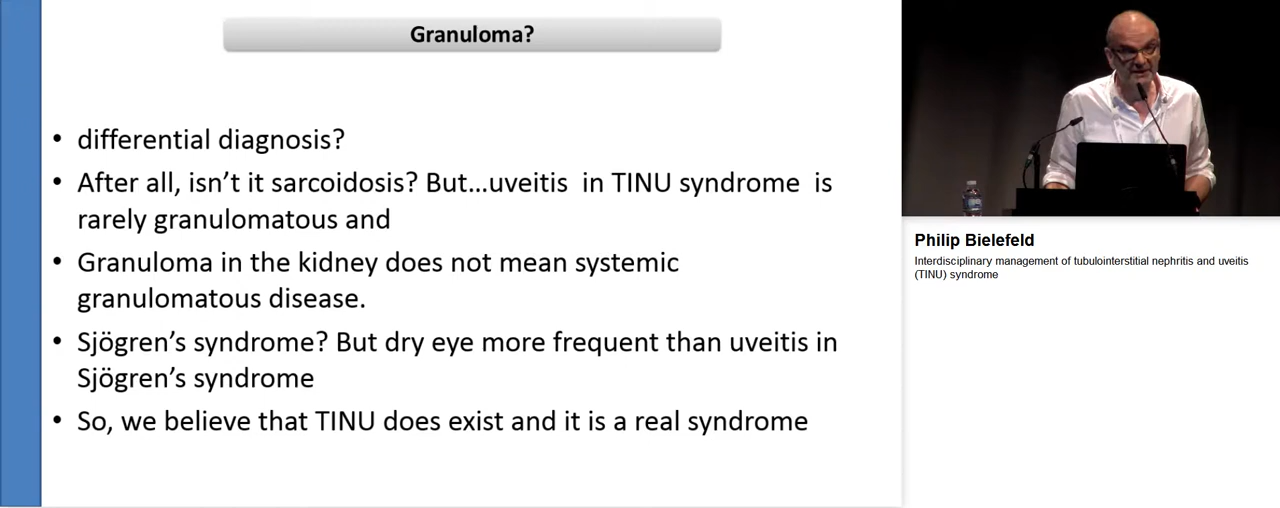 Granuloma?
• differential diagnosis?
• After all, isn't it sarcoidosis? But...uveitis in TINU syndrome is
rarely granulomatous and
• Granuloma in the kidney does not mean systemic
granulomatous disease.
• Sjögren's syndrome? But dry eye more frequent than uveitis in
Sjögren's syndrome
• So, we believe that TINU does exist and it is a real syndrome
Philip Bielefeld
Interdisciplinary management of tubulointerstitial nephritis and uveitis
(TINU) syndrome